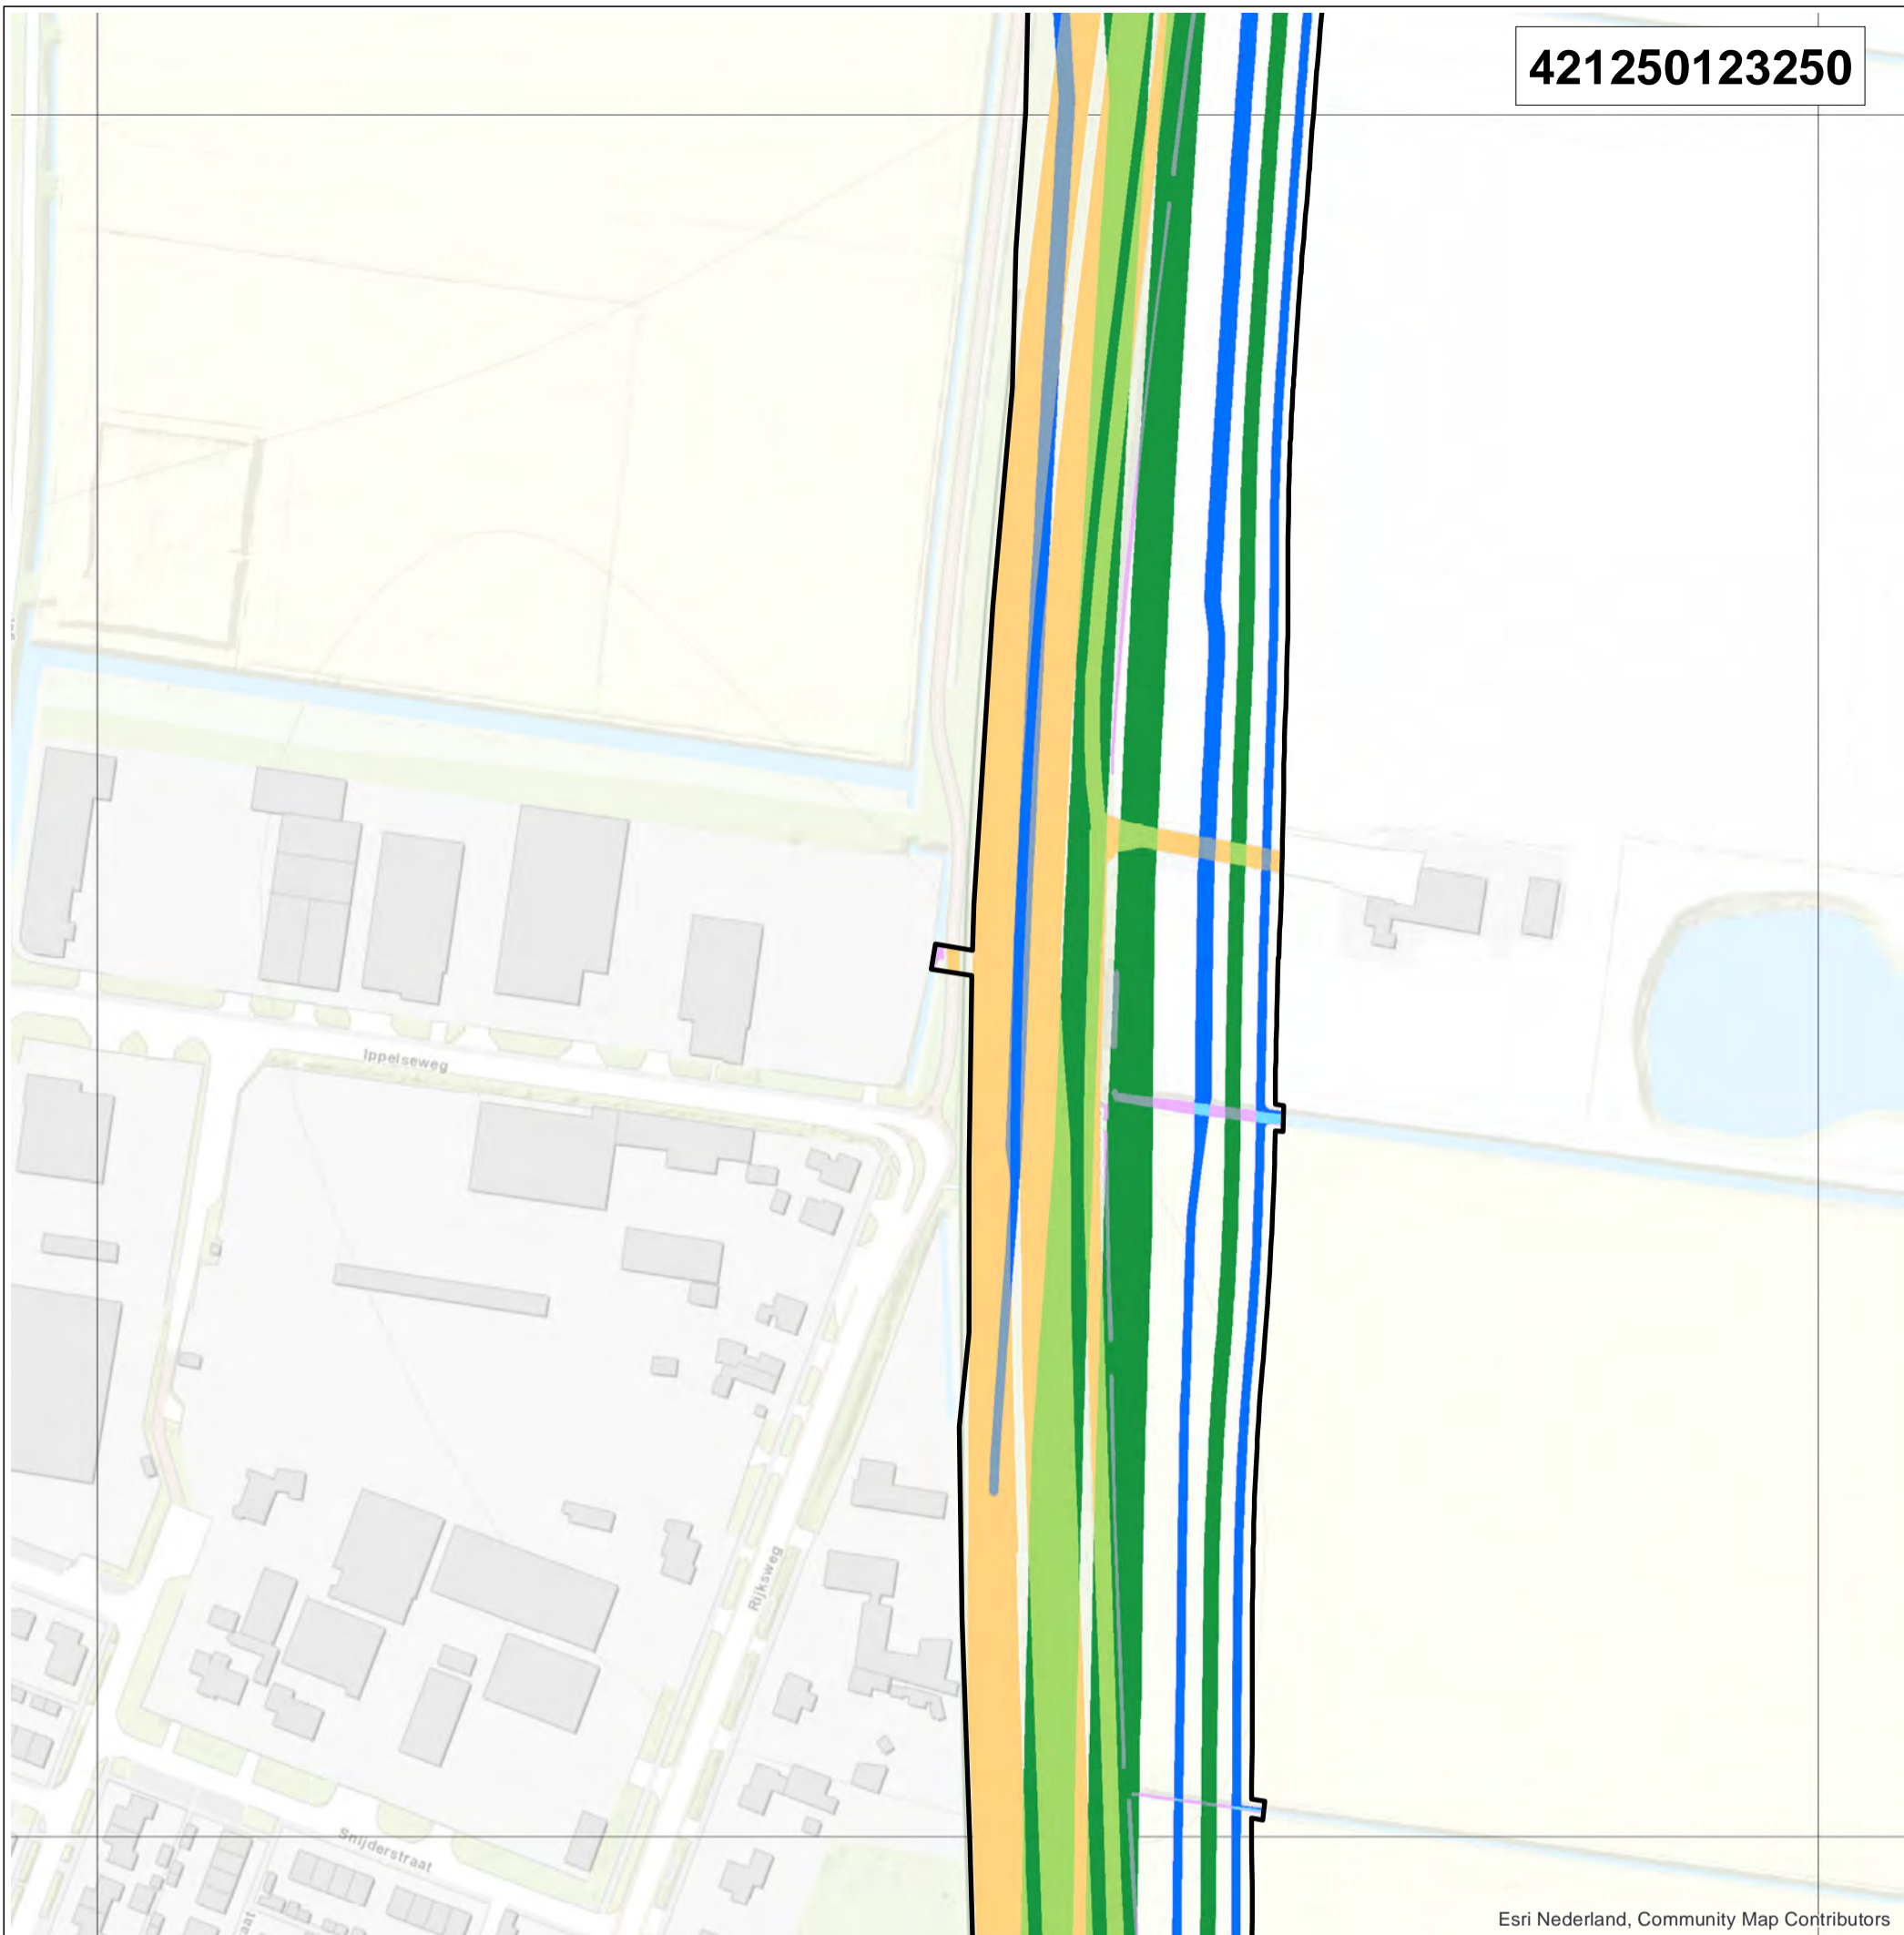 421250123250
Ippelseweg
Rijksweg
Snijderstraat
Esri Nederland, Community Map Contributors